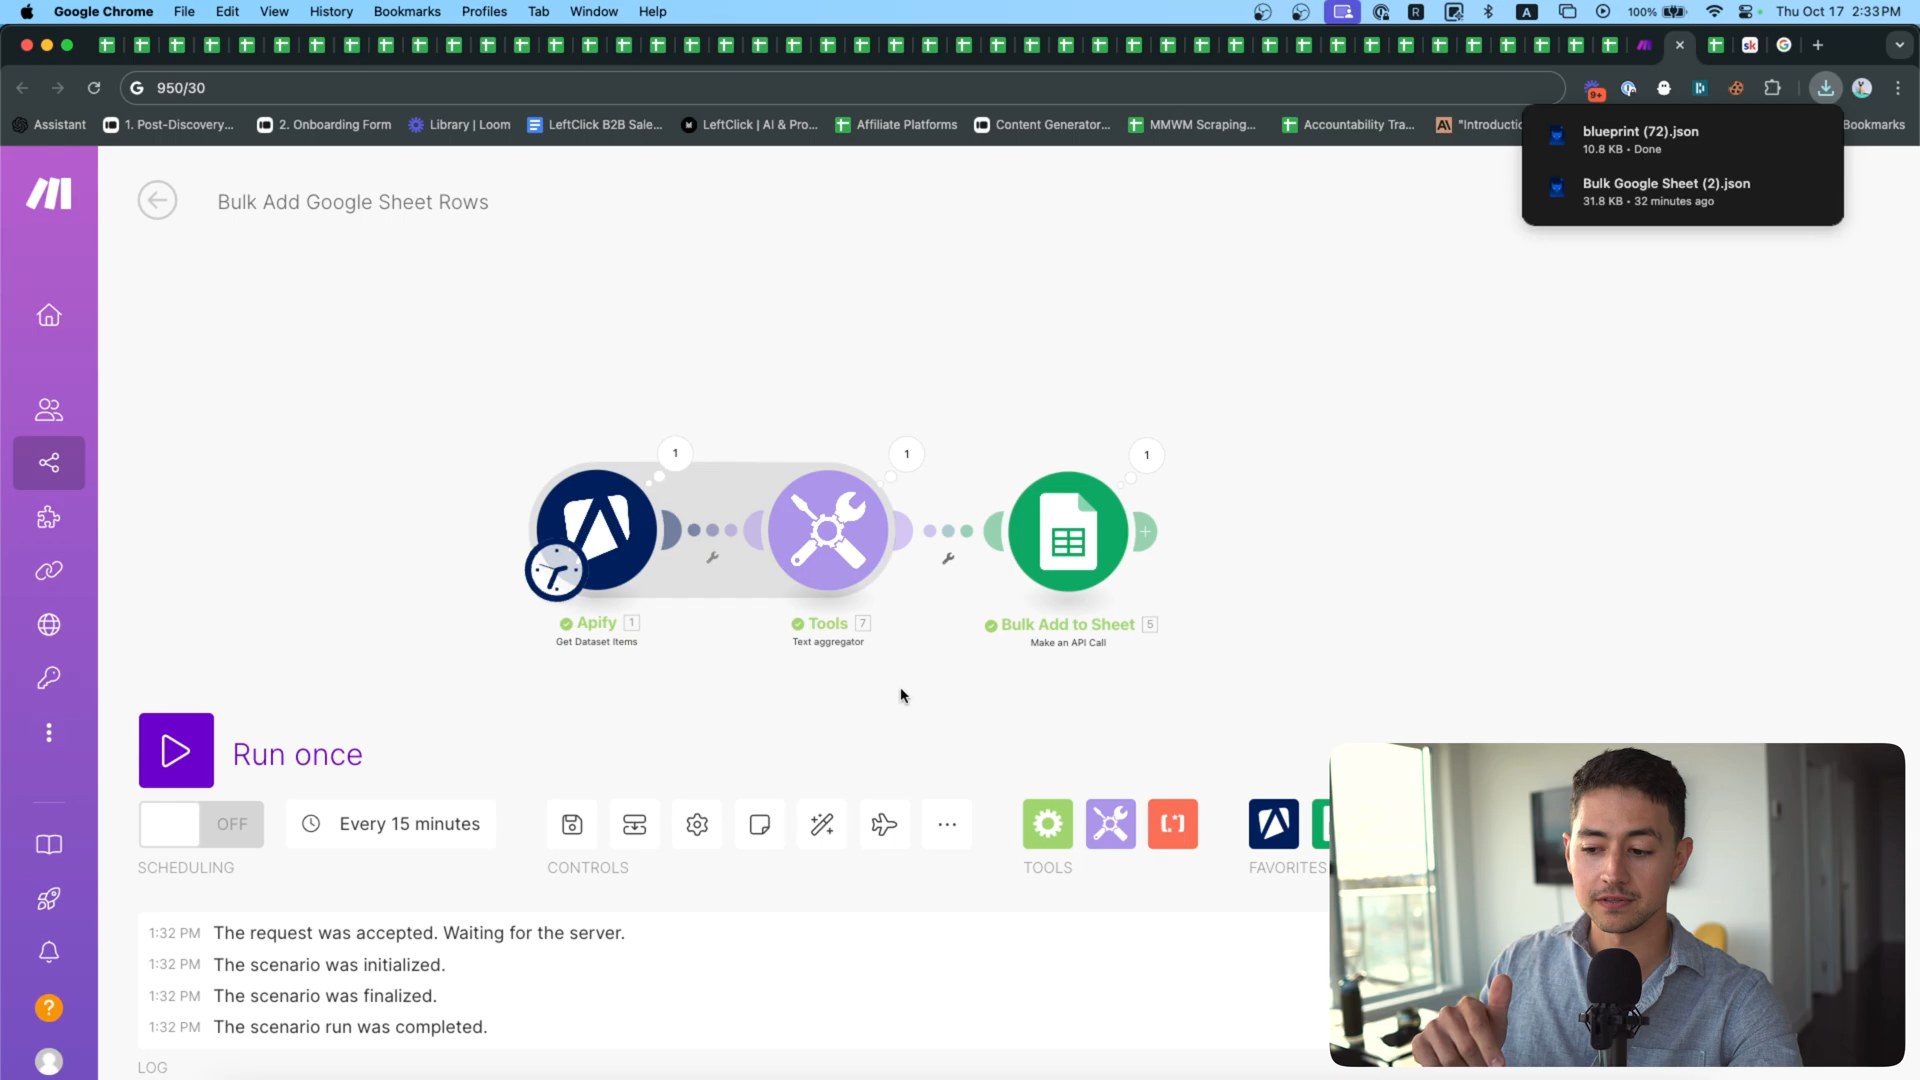 Google Chrome File Edit View History Bookmarks Profiles Tab Window Help
100% Thu Oct 17 2:33 PM
sk
950/30
9+
Assistant 1. Post-Discovery... 2. Onboarding Form Library | Loom LeftClick B2B Sale... LeftClick | AI & Pro... Affiliate Platforms Content Generator... MMWM Scraping... Accountability Tra... "Introductio Bookmarks
blueprint (72).json
10.8 KB • Done
Bulk Google Sheet (2).json
31.8 KB • 32 minutes ago
Bulk Add Google Sheet Rows
1
1
1
Apify 1
Get Dataset Items
Tools 7
Text aggregator
Bulk Add to Sheet 5
Make an API Call
Run once
OFF
Every 15 minutes
SCHEDULING
CONTROLS
TOOLS
FAVORITES
1:32 PM The request was accepted. Waiting for the server.
1:32 PM The scenario was initialized.
1:32 PM The scenario was finalized.
1:32 PM The scenario run was completed.
LOG